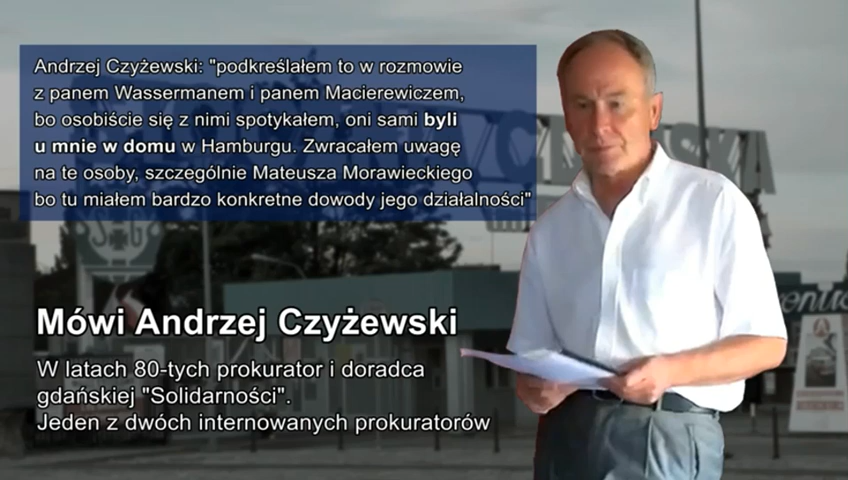 Andrzej Czyżewski: "podkreślałem to w rozmowie
z panem Wassermanem i panem Macierewiczem,
bo osobiście się z nimi spotykałem, oni sami byli
u mnie w domu w Hamburgu. Zwracałem uwagę
na te osoby, szczególnie Mateusza Morawieckiego
bo tu miałem bardzo konkretne dowody jego działalności"
Mówi Andrzej Czyżewski
W latach 80-tych prokurator i doradca
gdańskiej "Solidarności".
Jeden z dwóch internowanych prokuratorów